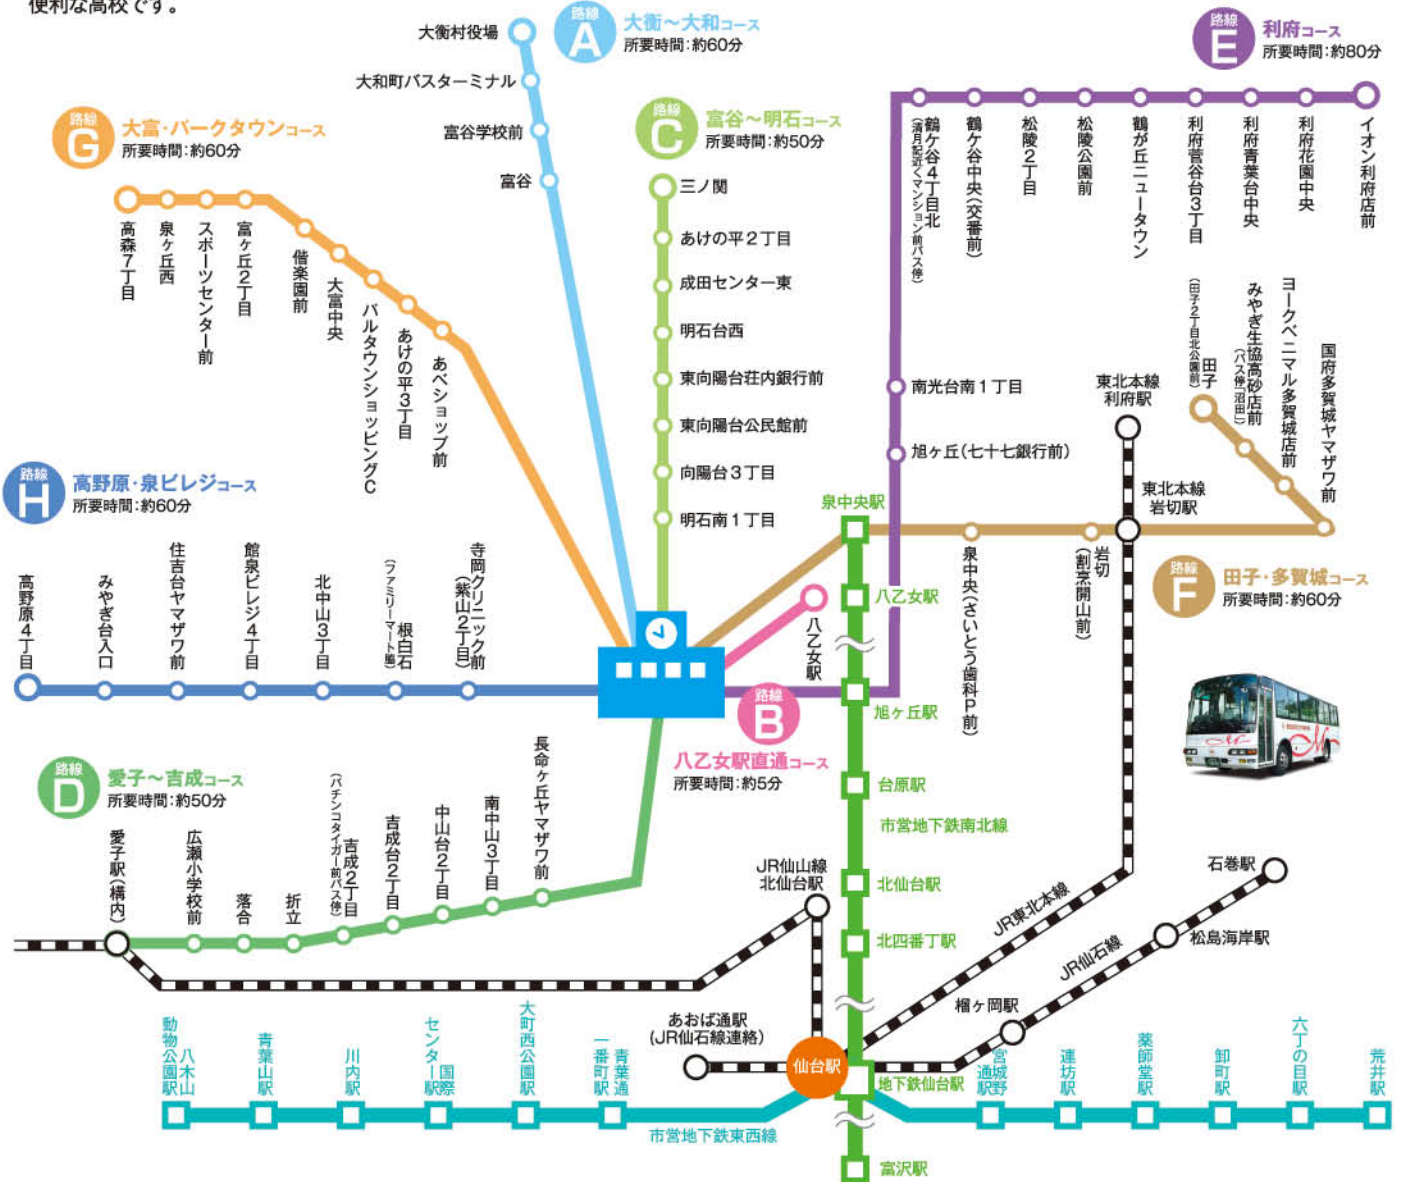 便利な高校です。
路線
A
大衡～大和コース
所要時間:約60分
大衡村役場
大和町バスターミナル
富谷学校前
富谷
路線
G
大富・パークタウンコース
所要時間:約60分
高森7丁目
泉ヶ丘西
スポーツセンター前
富ヶ丘2丁目
偕楽園前
大富中央
パルタウンショッピングC
あけの平3丁目
あべショップ前
路線
C
富谷～明石コース
所要時間:約50分
三ノ関
あけの平2丁目
成田センター東
明石台西
東向陽台荘内銀行前
東向陽台公民館前
向陽台3丁目
明石南1丁目
路線
E
利府コース
所要時間:約80分
鶴ケ谷4丁目北
(清月記近くマンション前バス停)
鶴ケ谷中央(交番前)
松陵2丁目
松陵公園前
鶴が丘ニュータウン
利府菅谷台3丁目
利府青葉台中央
利府花園中央
イオン利府店前
南光台南1丁目
旭ヶ丘(七十七銀行前)
路線
H
高野原・泉ビレジコース
所要時間:約60分
高野原4丁目
みやぎ台入口
住吉台ヤマザワ前
館泉ビレジ4丁目
北中山3丁目
根白石
(ファミリーマート脇)
寺岡クリニック前
(紫山2丁目)
東北本線
利府駅
東北本線
岩切駅
田子
(田子2丁目北公園前)
みやぎ生協高砂店前
(バス停「沼田」)
ヨークベニマル多賀城店前
国府多賀城ヤマザワ前
泉中央(さいとう歯科P前)
岩切
(割烹開山前)
路線
F
田子・多賀城コース
所要時間:約60分
八乙女駅
路線
B
八乙女駅直通コース
所要時間:約5分
泉中央駅
八乙女駅
旭ヶ丘駅
台原駅
市営地下鉄南北線
北仙台駅
北四番丁駅
地下鉄仙台駅
富沢駅
路線
D
愛子～吉成コース
所要時間:約50分
愛子駅(構内)
広瀬小学校前
落合
折立
吉成2丁目
(パチンコタイガー前バス停)
吉成台2丁目
中山台2丁目
南中山3丁目
長命ヶ丘ヤマザワ前
JR仙山線
北仙台駅
JR東北本線
JR仙石線
石巻駅
松島海岸駅
榴ヶ岡駅
あおば通駅
(JR仙石線連絡)
仙台駅
八木山
動物公園駅
青葉山駅
川内駅
国際
センター駅
大町西公園駅
青葉通
一番町駅
市営地下鉄東西線
宮城野
通駅
連坊駅
薬師堂駅
卸町駅
六丁の目駅
荒井駅